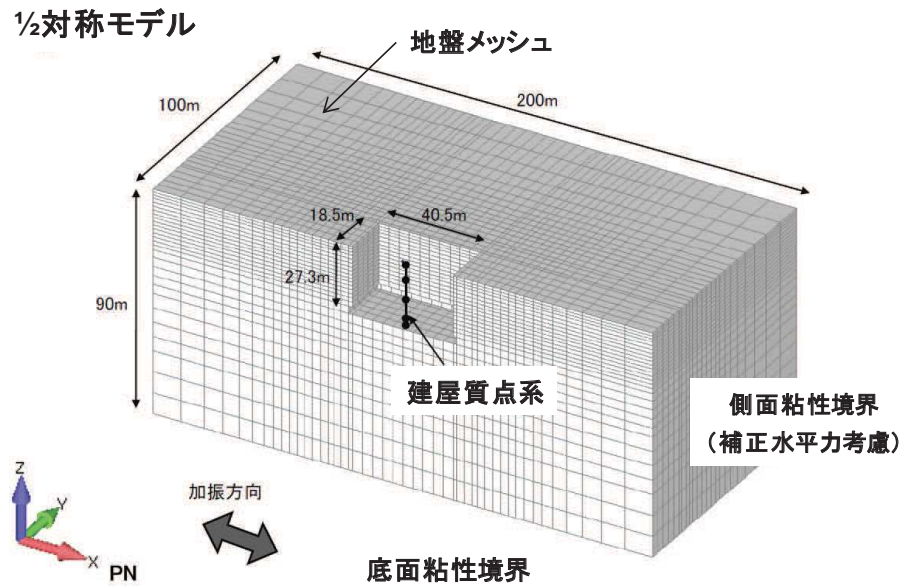 ½対称モデル
地盤メッシュ
100m
200m
18.5m
40.5m
27.3m
90m
建屋質点系
側面粘性境界
(補正水平力考慮)
Z
Y
X
PN
加振方向
底面粘性境界